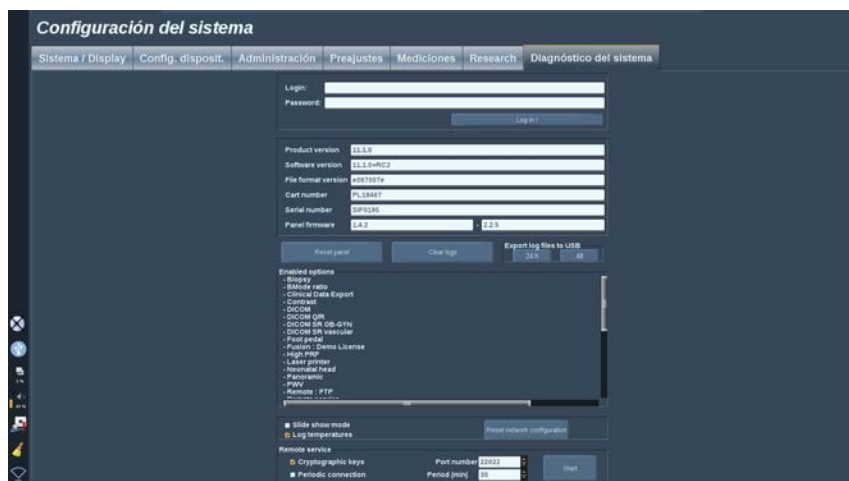 Configuración del sistema
Sistema / Display Config. disposit. Administración Preajustes Mediciones Research Diagnóstico del sistema
Login:
Password:
Log in !
Product version 11.1.0
Software version 11.1.0+RC2
File format version e087007e
Cart number PL18467
Serial number SIP0195
Panel firmware 1.4.2 - 2.2.5
Reset panel Clear logs Export log files to USB
24 h All
Enabled options
- Biopsy
- BMode ratio
- Clinical Data Export
- Contrast
- DICOM
- DICOM Q/R
- DICOM SR OB-GYN
- DICOM SR vascular
- Foot pedal
- Fusion : Demo License
- High PRF
- Laser printer
- Neonatal head
- Panoramic
- PWV
- Remote : FTP
- Remote service
Slide show mode
Log temperatures
Reset network configuration
Remote service
Cryptographic keys Port number 22022
Periodic connection Period (min) 30
Start